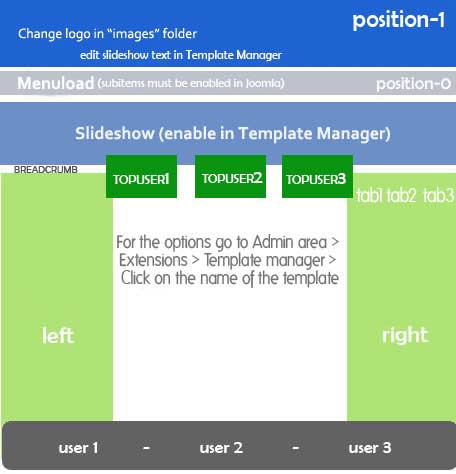 position-1
Change logo in “images” folder
edit slideshow text in Template Manager
Menuload (subitems must be enabled in Joomla) position-0
Slideshow (enable in Template Manager)
BREADCRUMB
TOPUSER1 TOPUSER2 TOPUSER3
tab1 tab2 tab3
For the options go to Admin area >
Extensions > Template manager >
Click on the name of the template
left right
user 1 - user 2 - user 3